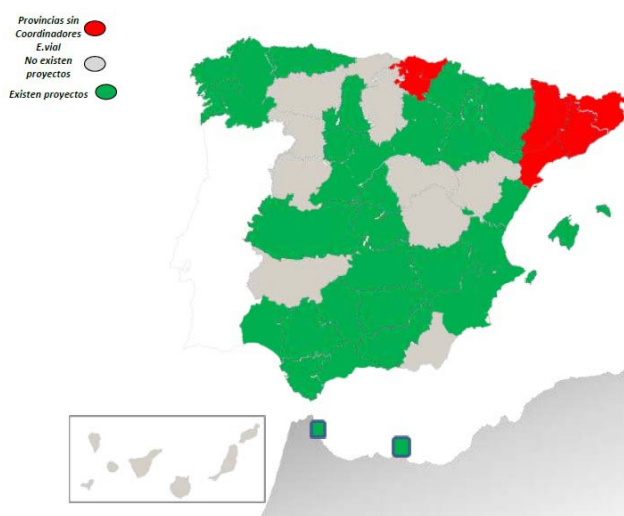 Provincias sin
Coordinadores
E.vial
No existen
proyectos
Existen proyectos